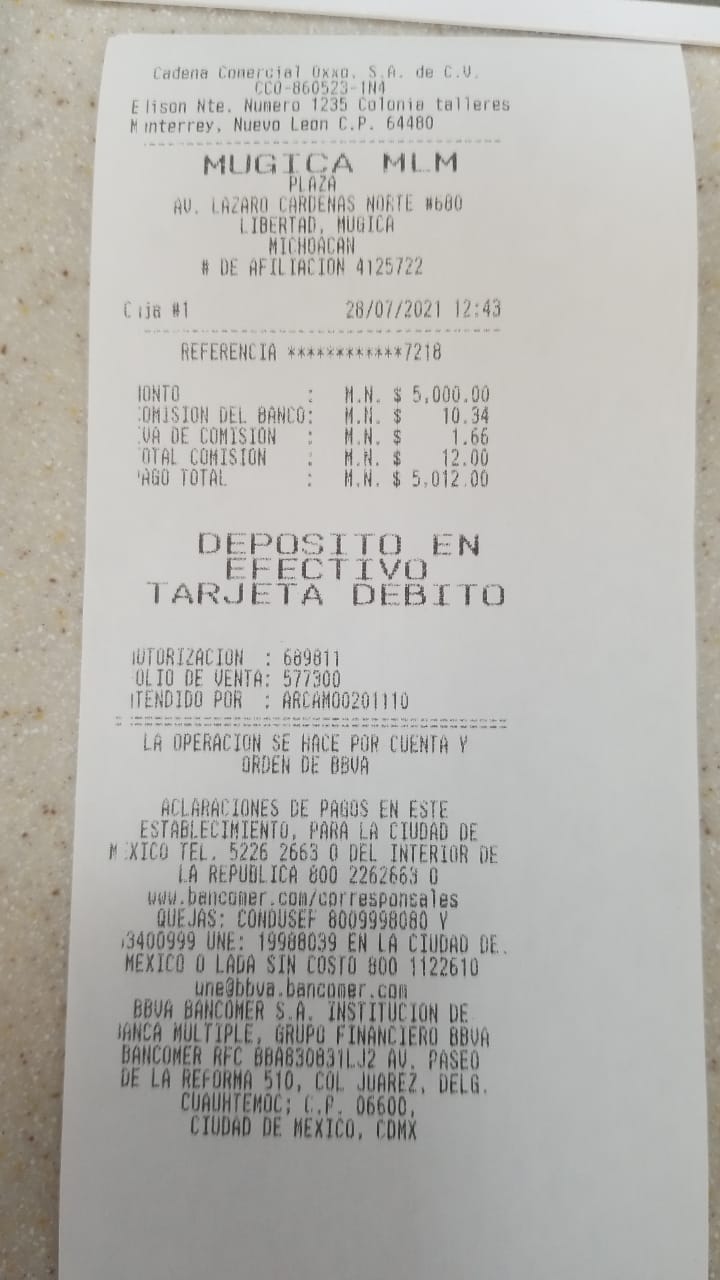 Cadena Comercial Oxxo, S.A. de C.V.
CCO-860523-1N4
Edison Nte. Numero 1235 Colonia talleres
Monterrey, Nuevo Leon C.P. 64480
MUGICA MLM
PLAZA
AV. LAZARO CARDENAS NORTE #680
LIBERTAD, MUGICA
MICHOACAN
# DE AFILIACION 4125722
Caja #1 28/07/2021 12:43
REFERENCIA ************7218
MONTO : M.N. $ 5,000.00
COMISION DEL BANCO: M.N. $ 10.34
IVA DE COMISION : M.N. $ 1.66
TOTAL COMISION : M.N. $ 12.00
PAGO TOTAL : M.N. $ 5,012.00
DEPOSITO EN
EFECTIVO
TARJETA DEBITO
AUTORIZACION : 689811
FOLIO DE VENTA: 577300
ATENDIDO POR : ARCAM00201110
LA OPERACION SE HACE POR CUENTA Y
ORDEN DE BBVA
ACLARACIONES DE PAGOS EN ESTE
ESTABLECIMIENTO, PARA LA CIUDAD DE
MEXICO TEL. 5226 2663 O DEL INTERIOR DE
LA REPUBLICA 800 2262663 O
www.bancomer.com/corresponsales
QUEJAS: CONDUSEF 8009998080 Y
53400999 UNE: 19988039 EN LA CIUDAD DE
MEXICO O LADA SIN COSTO 800 1122610
une@bbva.bancomer.com
BBVA BANCOMER S.A. INSTITUCION DE
BANCA MULTIPLE, GRUPO FINANCIERO BBVA
BANCOMER RFC BBA830831LJ2 AV. PASEO
DE LA REFORMA 510, COL JUAREZ, DELG.
CUAUHTEMOC; C.P. 06600,
CIUDAD DE MEXICO, CDMX